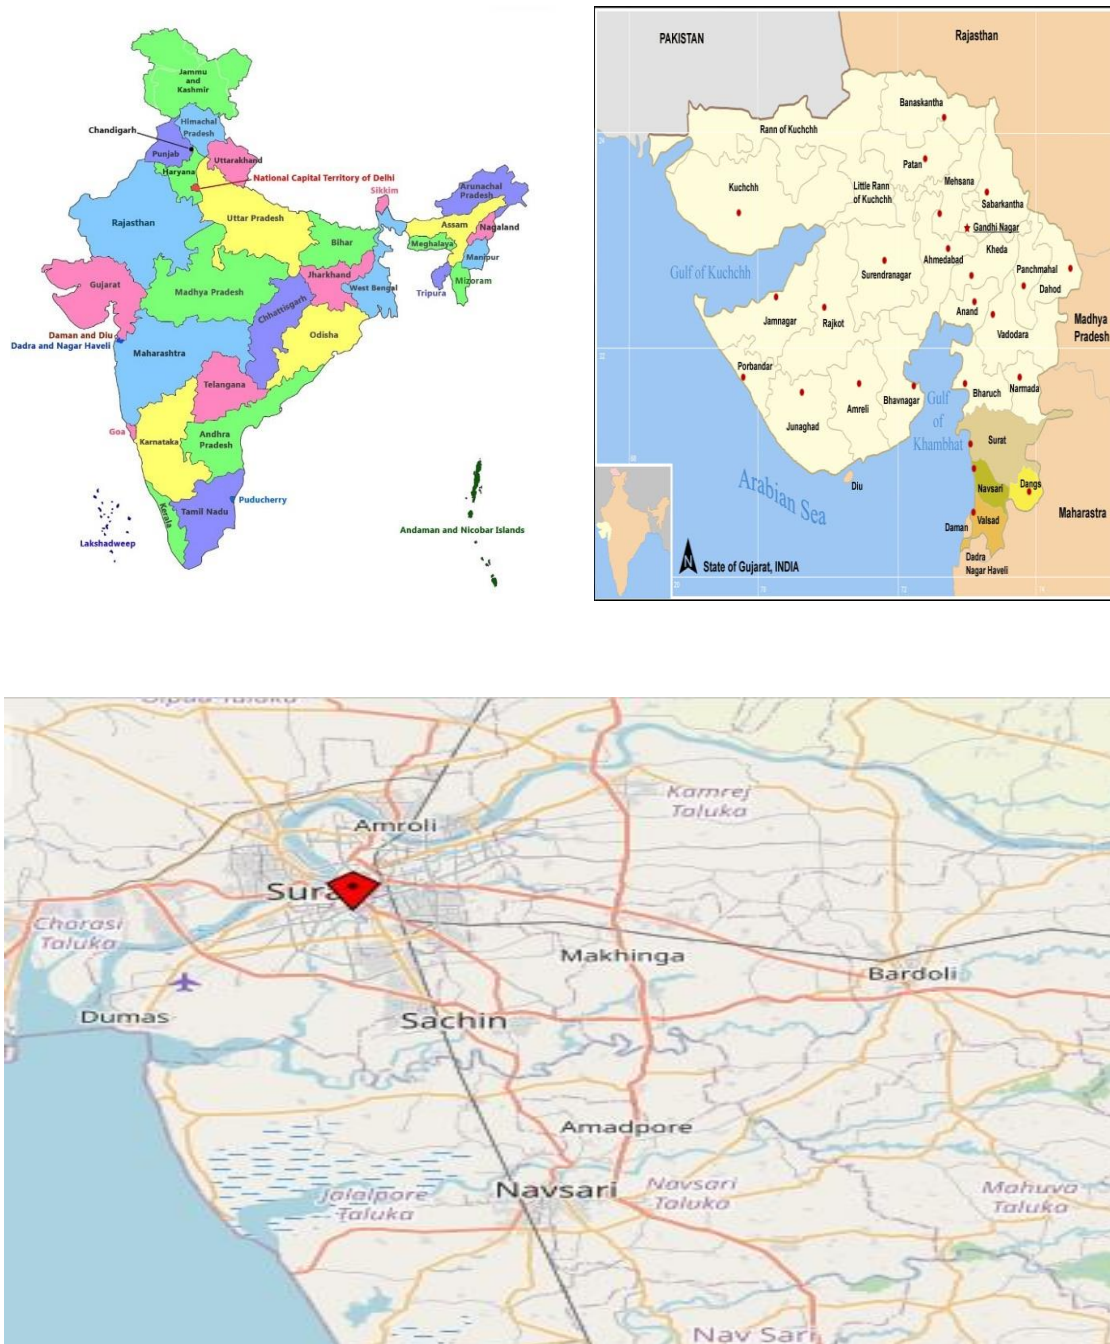 Jammu
and
Kashmir
Himachal
Pradesh
Chandigarh
Punjab
Uttarakhand
Haryana
National Capital Territory of Delhi
Sikkim
Arunachal
Pradesh
Rajasthan
Uttar Pradesh
Assam
Nagaland
Bihar
Meghalaya
Manipur
Gujarat
Jharkhand
Madhya Pradesh
West Bengal
Tripura
Mizoram
Chhattisgarh
Daman and Diu
Dadra and Nagar Haveli
Odisha
Maharashtra
Telangana
Goa
Karnataka
Andhra
Pradesh
Puducherry
Tamil Nadu
Kerala
Lakshadweep
Andaman and Nicobar Islands
PAKISTAN
Rajasthan
Banaskantha
Rann of Kuchchh
Patan
Mehsana
Kuchchh
Little Rann
of Kuchchh
Sabarkantha
Gandhi Nagar
Kheda
Ahmedabad
Gulf of Kuchchh
Surendranagar
Panchmahal
Dahod
Anand
Jamnagar
Rajkot
Vadodara
Madhya
Pradesh
Porbandar
Bharuch
Narmada
Amreli
Bhavnagar
Gulf
of
Khambhat
Junaghad
Surat
Diu
Arabian Sea
Navsari
Dangs
Maharastra
Daman
Valsad
Dadra
Nagar Haveli
N
State of Gujarat, INDIA
70
72
Kamrej
Taluka
Amroli
Charasi
Taluka
Makhinga
Bardoli
Dumas
Sachin
Amadpore
Navsari
Navsari
Taluka
Jalalpore
Taluka
Mahuva
Taluka
Nav Sari